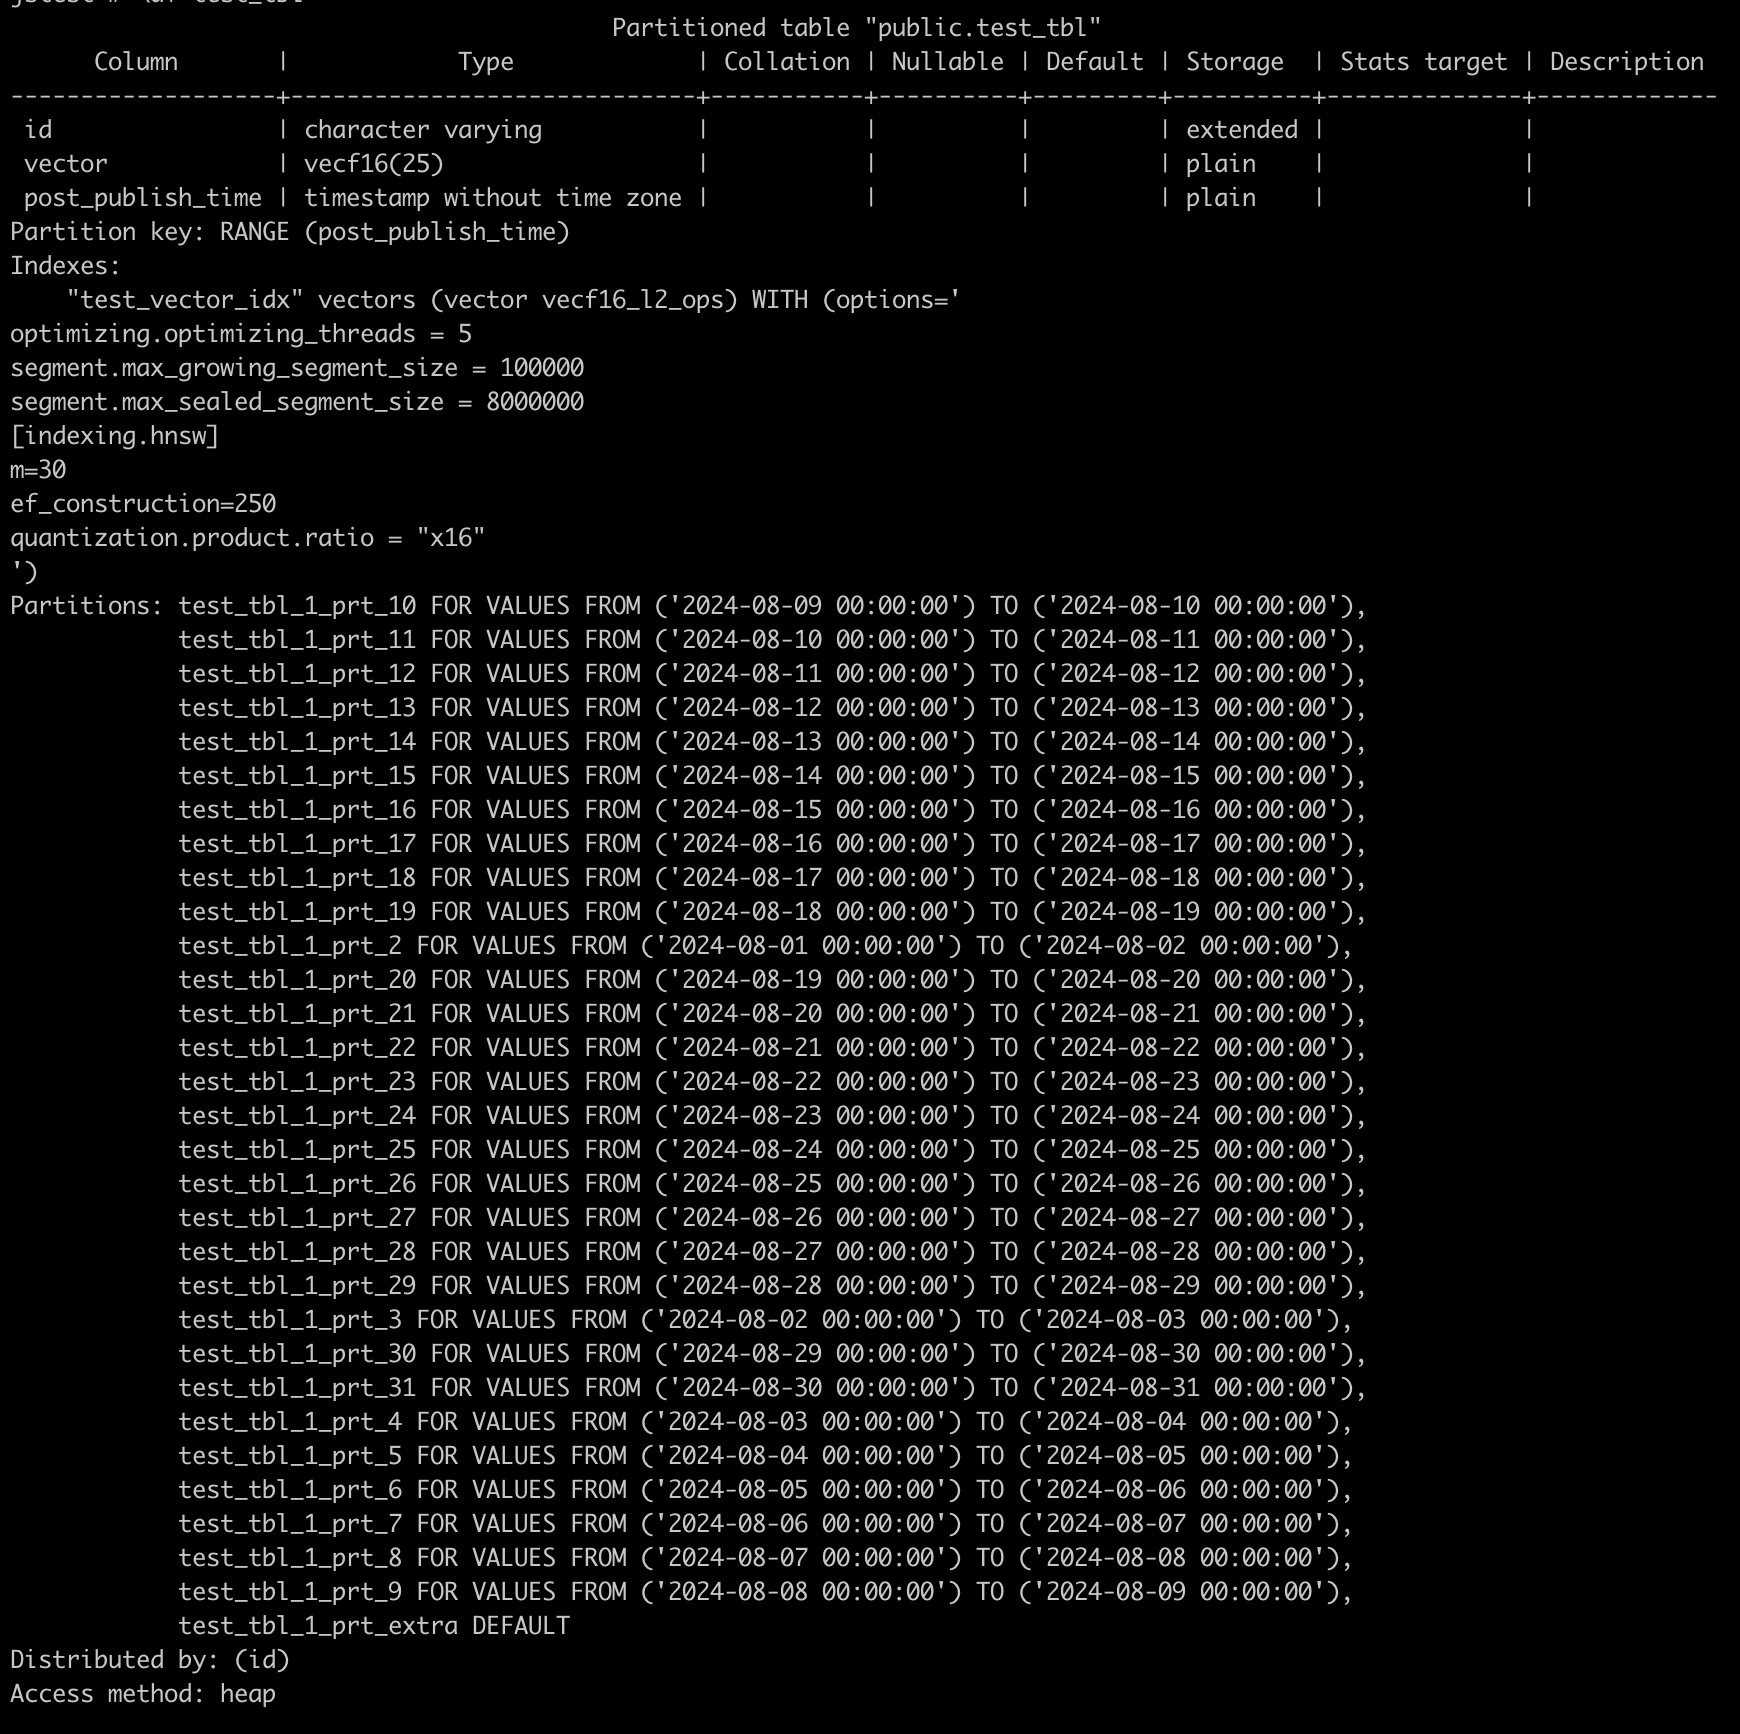 Partitioned table "public.test_tbl"
      Column       |            Type             | Collation | Nullable | Default | Storage  | Stats target | Description
-------------------+-----------------------------+-----------+----------+---------+----------+--------------+-------------
 id                | character varying           |           |          |         | extended |              |
 vector            | vecf16(25)                  |           |          |         | plain    |              |
 post_publish_time | timestamp without time zone |           |          |         | plain    |              |
Partition key: RANGE (post_publish_time)
Indexes:
    "test_vector_idx" vectors (vector vecf16_l2_ops) WITH (options='
optimizing.optimizing_threads = 5
segment.max_growing_segment_size = 100000
segment.max_sealed_segment_size = 8000000
[indexing.hnsw]
m=30
ef_construction=250
quantization.product.ratio = "x16"
')
Partitions: test_tbl_1_prt_10 FOR VALUES FROM ('2024-08-09 00:00:00') TO ('2024-08-10 00:00:00'),
            test_tbl_1_prt_11 FOR VALUES FROM ('2024-08-10 00:00:00') TO ('2024-08-11 00:00:00'),
            test_tbl_1_prt_12 FOR VALUES FROM ('2024-08-11 00:00:00') TO ('2024-08-12 00:00:00'),
            test_tbl_1_prt_13 FOR VALUES FROM ('2024-08-12 00:00:00') TO ('2024-08-13 00:00:00'),
            test_tbl_1_prt_14 FOR VALUES FROM ('2024-08-13 00:00:00') TO ('2024-08-14 00:00:00'),
            test_tbl_1_prt_15 FOR VALUES FROM ('2024-08-14 00:00:00') TO ('2024-08-15 00:00:00'),
            test_tbl_1_prt_16 FOR VALUES FROM ('2024-08-15 00:00:00') TO ('2024-08-16 00:00:00'),
            test_tbl_1_prt_17 FOR VALUES FROM ('2024-08-16 00:00:00') TO ('2024-08-17 00:00:00'),
            test_tbl_1_prt_18 FOR VALUES FROM ('2024-08-17 00:00:00') TO ('2024-08-18 00:00:00'),
            test_tbl_1_prt_19 FOR VALUES FROM ('2024-08-18 00:00:00') TO ('2024-08-19 00:00:00'),
            test_tbl_1_prt_2 FOR VALUES FROM ('2024-08-01 00:00:00') TO ('2024-08-02 00:00:00'),
            test_tbl_1_prt_20 FOR VALUES FROM ('2024-08-19 00:00:00') TO ('2024-08-20 00:00:00'),
            test_tbl_1_prt_21 FOR VALUES FROM ('2024-08-20 00:00:00') TO ('2024-08-21 00:00:00'),
            test_tbl_1_prt_22 FOR VALUES FROM ('2024-08-21 00:00:00') TO ('2024-08-22 00:00:00'),
            test_tbl_1_prt_23 FOR VALUES FROM ('2024-08-22 00:00:00') TO ('2024-08-23 00:00:00'),
            test_tbl_1_prt_24 FOR VALUES FROM ('2024-08-23 00:00:00') TO ('2024-08-24 00:00:00'),
            test_tbl_1_prt_25 FOR VALUES FROM ('2024-08-24 00:00:00') TO ('2024-08-25 00:00:00'),
            test_tbl_1_prt_26 FOR VALUES FROM ('2024-08-25 00:00:00') TO ('2024-08-26 00:00:00'),
            test_tbl_1_prt_27 FOR VALUES FROM ('2024-08-26 00:00:00') TO ('2024-08-27 00:00:00'),
            test_tbl_1_prt_28 FOR VALUES FROM ('2024-08-27 00:00:00') TO ('2024-08-28 00:00:00'),
            test_tbl_1_prt_29 FOR VALUES FROM ('2024-08-28 00:00:00') TO ('2024-08-29 00:00:00'),
            test_tbl_1_prt_3 FOR VALUES FROM ('2024-08-02 00:00:00') TO ('2024-08-03 00:00:00'),
            test_tbl_1_prt_30 FOR VALUES FROM ('2024-08-29 00:00:00') TO ('2024-08-30 00:00:00'),
            test_tbl_1_prt_31 FOR VALUES FROM ('2024-08-30 00:00:00') TO ('2024-08-31 00:00:00'),
            test_tbl_1_prt_4 FOR VALUES FROM ('2024-08-03 00:00:00') TO ('2024-08-04 00:00:00'),
            test_tbl_1_prt_5 FOR VALUES FROM ('2024-08-04 00:00:00') TO ('2024-08-05 00:00:00'),
            test_tbl_1_prt_6 FOR VALUES FROM ('2024-08-05 00:00:00') TO ('2024-08-06 00:00:00'),
            test_tbl_1_prt_7 FOR VALUES FROM ('2024-08-06 00:00:00') TO ('2024-08-07 00:00:00'),
            test_tbl_1_prt_8 FOR VALUES FROM ('2024-08-07 00:00:00') TO ('2024-08-08 00:00:00'),
            test_tbl_1_prt_9 FOR VALUES FROM ('2024-08-08 00:00:00') TO ('2024-08-09 00:00:00'),
            test_tbl_1_prt_extra DEFAULT
Distributed by: (id)
Access method: heap